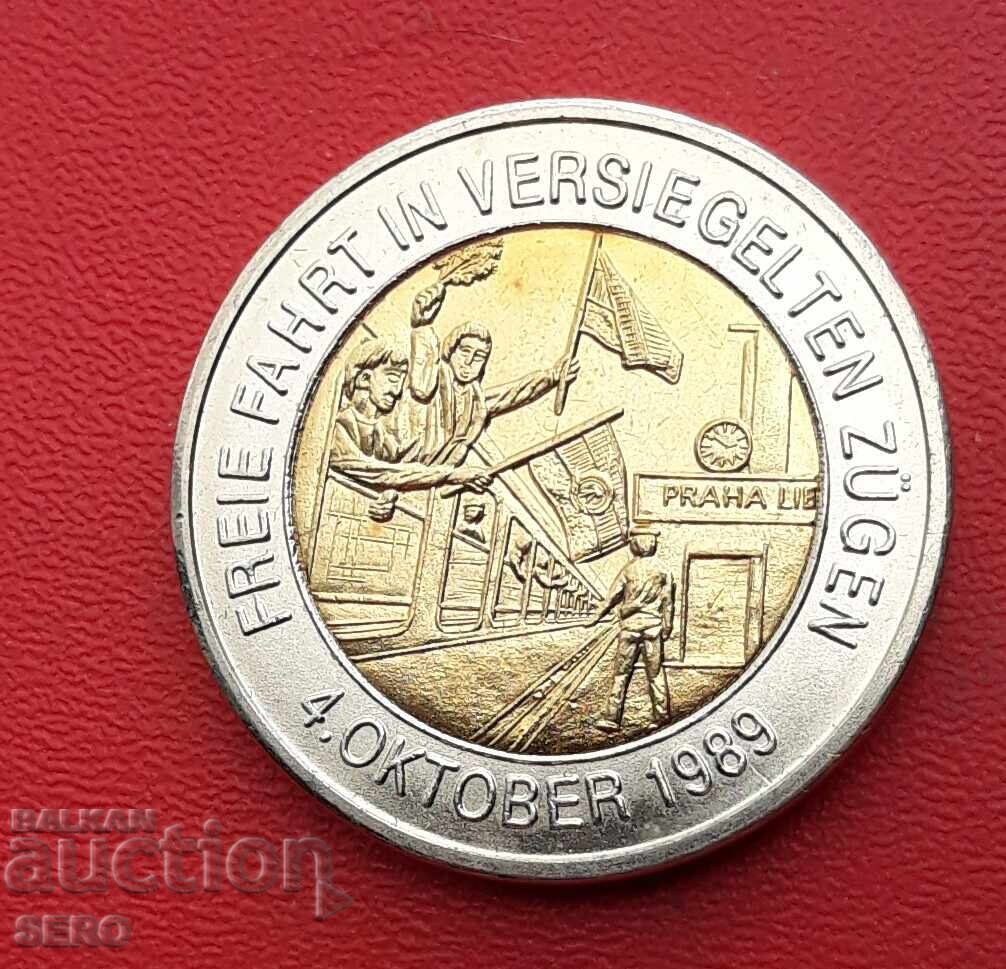 FREIE FAHRT IN VERSIEGELTEN ZÜGEN
PRAHA LIE
4. OKTOBER 1989
BALKAN
auction
SERO